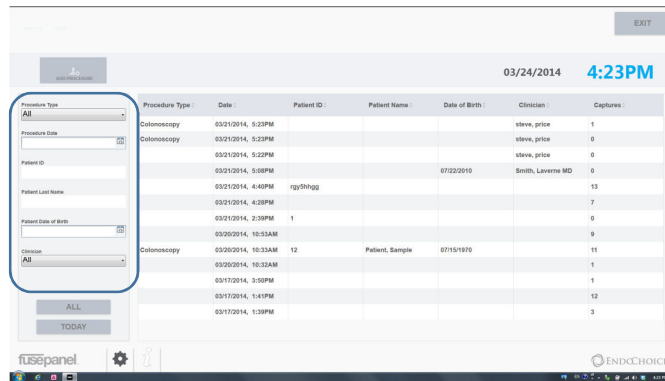 EXIT
ADD PROCEDURE
03/24/2014 4:23PM
Procedure Type
All
Procedure Date
Patient ID
Patient Last Name
Patient Date of Birth
Clinician
All
ALL
TODAY
Procedure Type Date Patient ID Patient Name Date of Birth Clinician Captures
Colonoscopy 03/21/2014, 5:23PM steve, price 1
Colonoscopy 03/21/2014, 5:23PM steve, price 0
03/21/2014, 5:22PM steve, price 0
03/21/2014, 5:08PM 07/22/2010 Smith, Laverne MD 0
03/21/2014, 4:40PM rgy5hhgg 13
03/21/2014, 4:28PM 7
03/21/2014, 2:39PM 1 0
03/20/2014, 10:53AM 9
Colonoscopy 03/20/2014, 10:33AM 12 Patient, Sample 07/15/1970 11
03/20/2014, 10:32AM 1
03/17/2014, 3:50PM 1
03/17/2014, 1:41PM 12
03/17/2014, 1:39PM 3
fusepanel
ENDOCHOICE